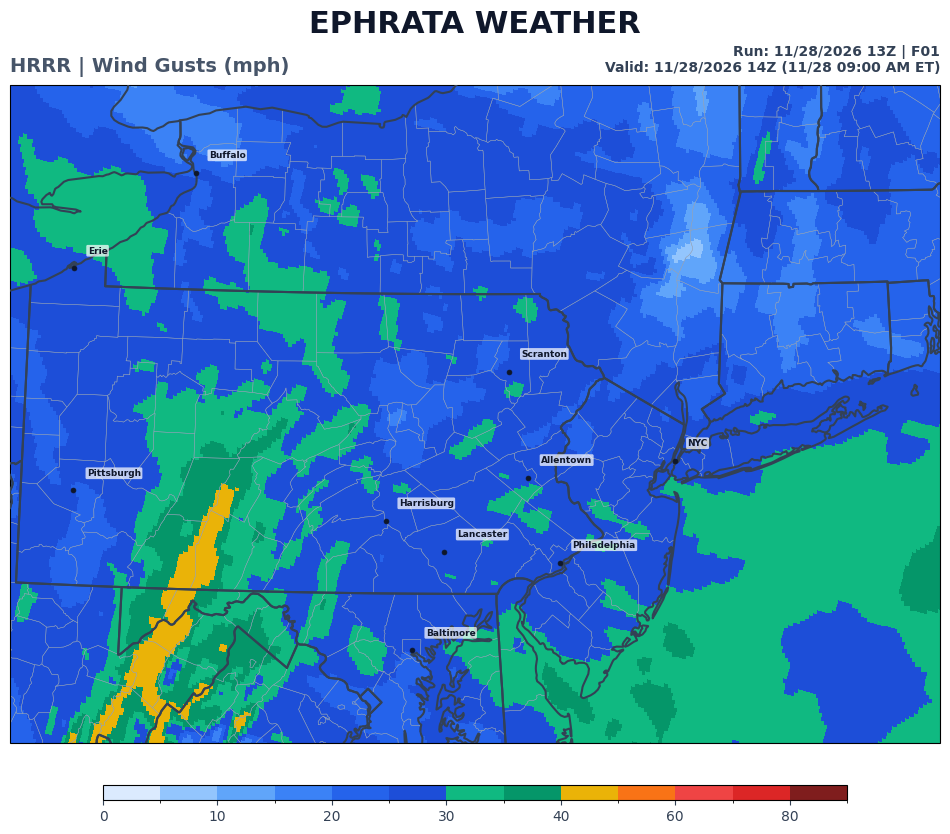 EPHRATA WEATHER
HRRR | Wind Gusts (mph)
Run: 11/28/2026 13Z | F01
Valid: 11/28/2026 14Z (11/28 09:00 AM ET)
Buffalo
Erie
Scranton
NYC
Allentown
Pittsburgh
Harrisburg
Lancaster
Philadelphia
Baltimore
0 10 20 30 40 50 60 70 80